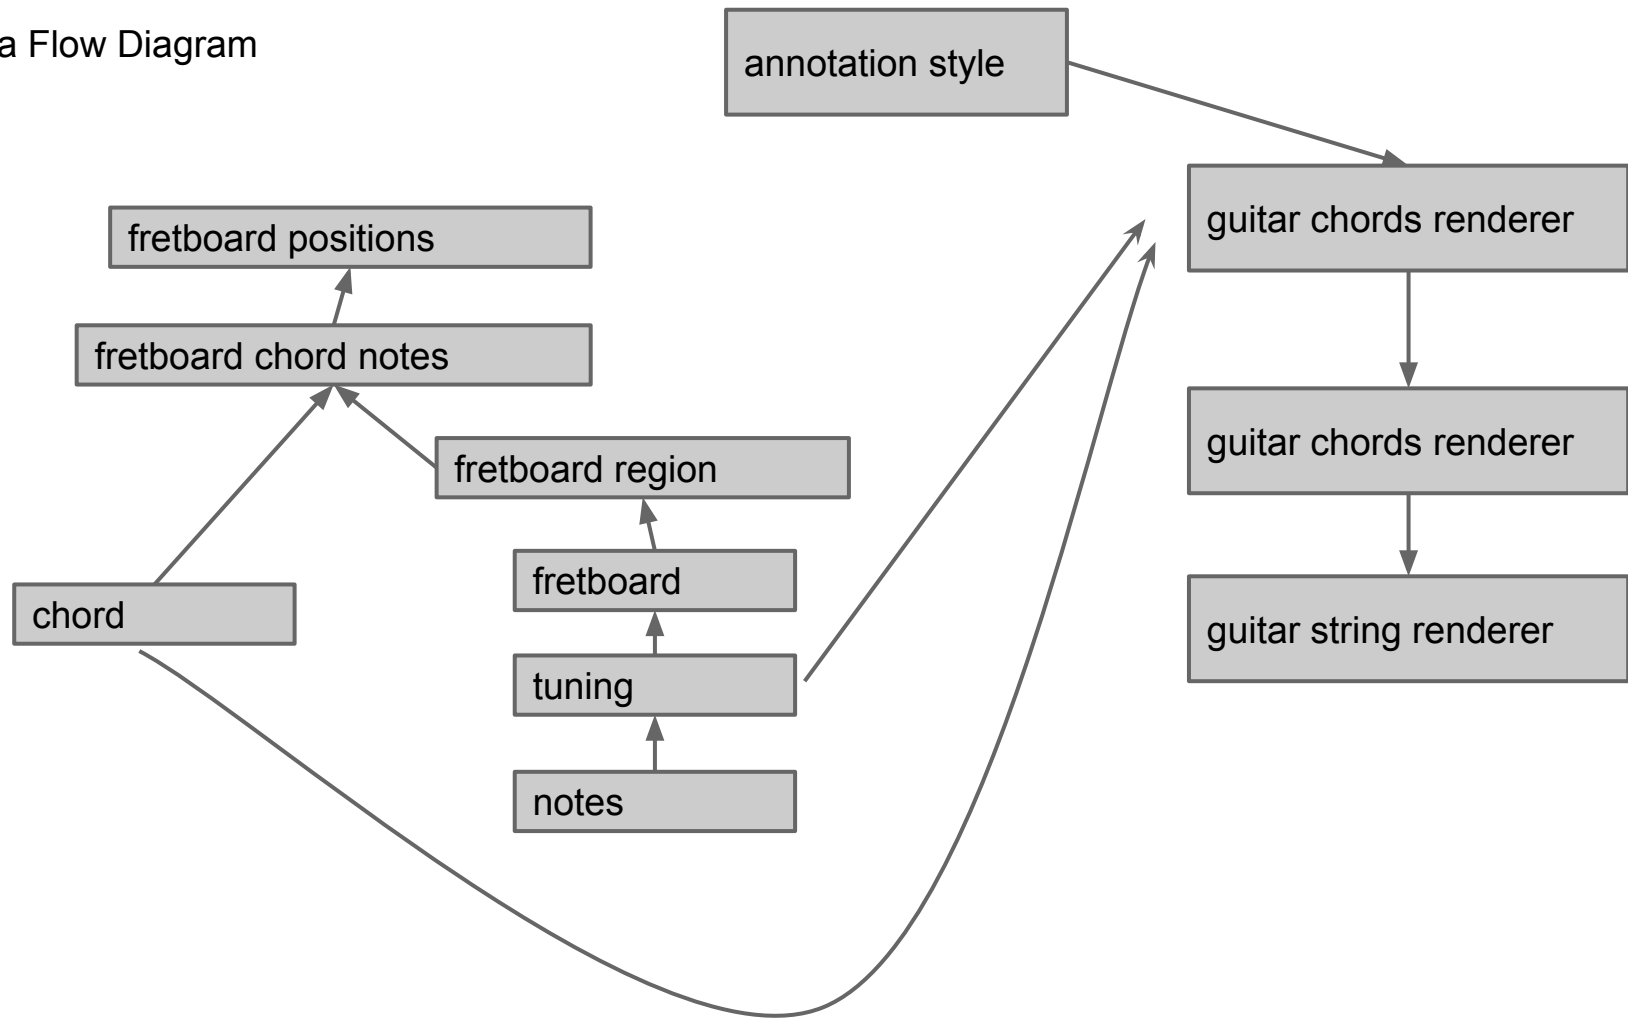 a Flow Diagram
annotation style
guitar chords renderer
fretboard positions
fretboard chord notes
guitar chords renderer
fretboard region
fretboard
chord
guitar string renderer
tuning
notes